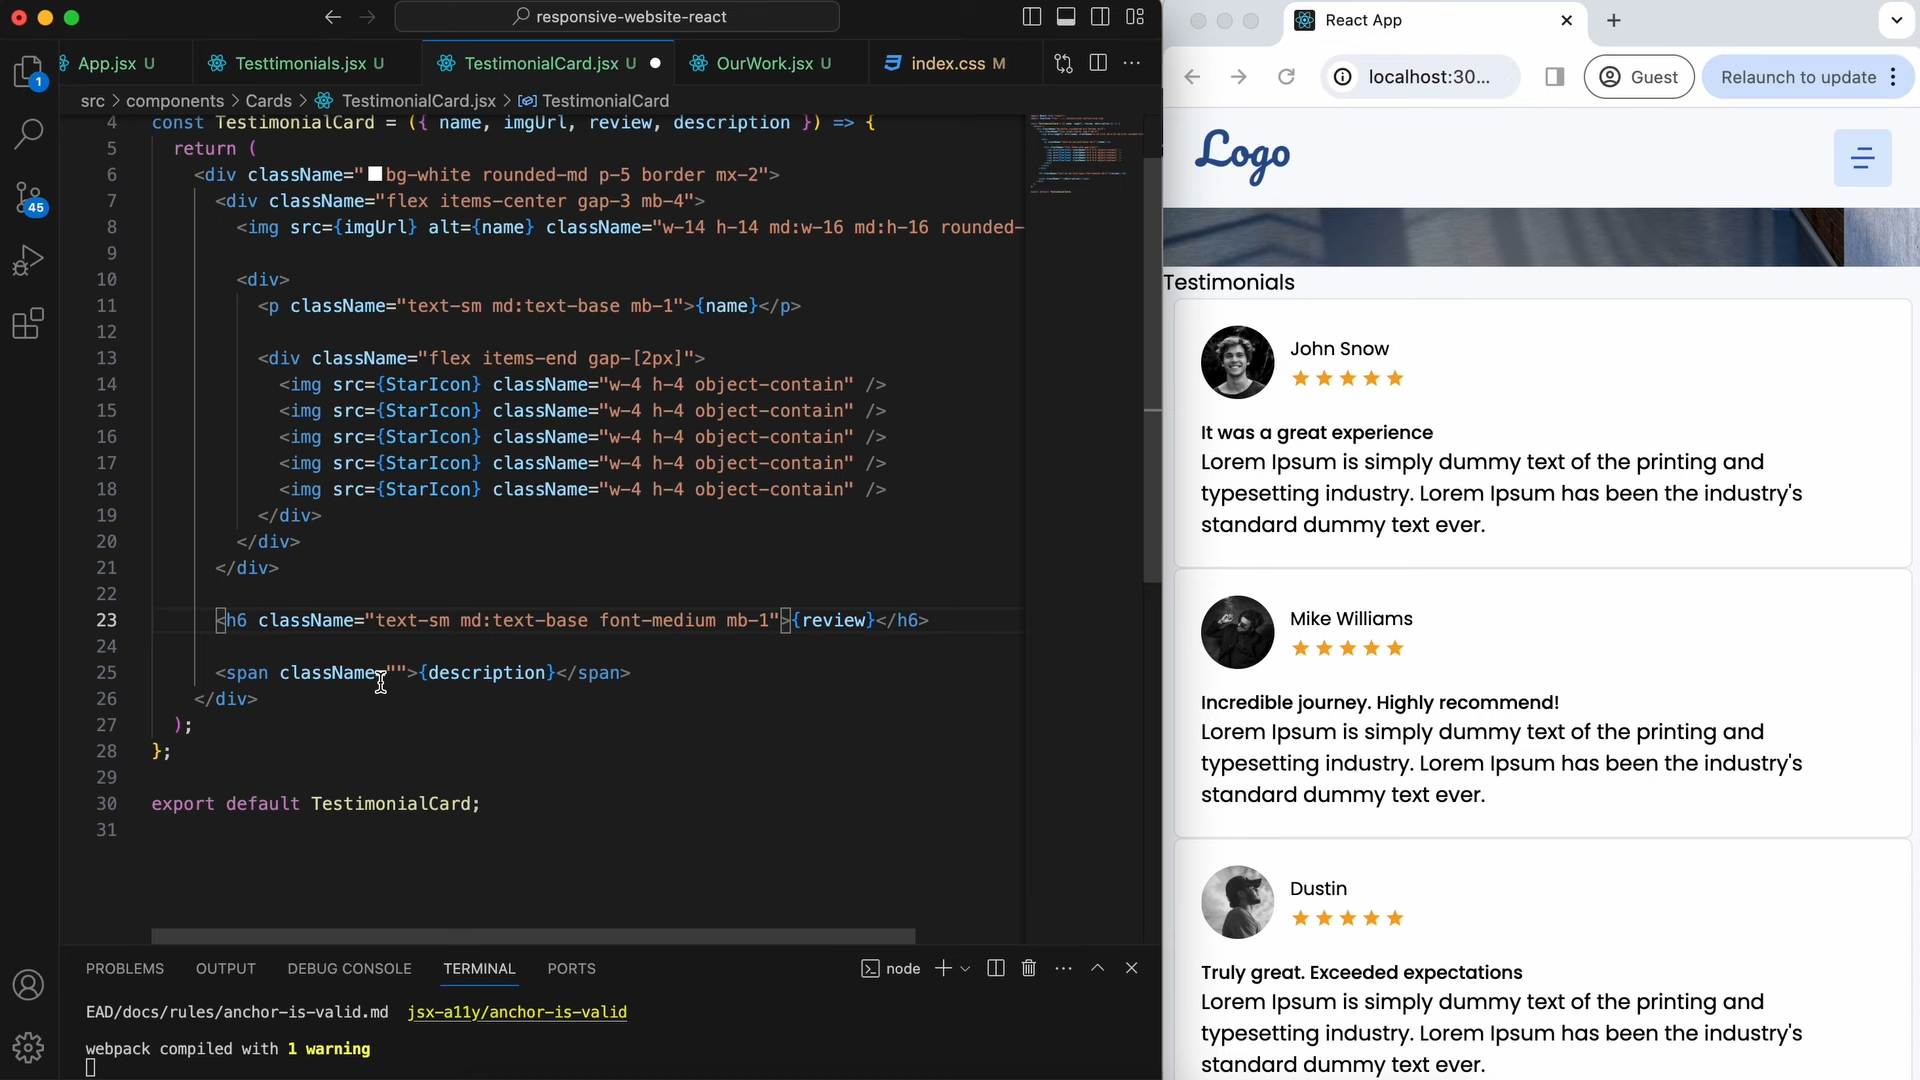 responsive-website-react
App.jsx U
Testtimonials.jsx U
TestimonialCard.jsx U
OurWork.jsx U
index.css M
src > components > Cards > TestimonialCard.jsx > TestimonialCard
4 const TestimonialCard = ({ name, imgUrl, review, description }) => {
5 return (
6 <div className="bg-white rounded-md p-5 border mx-2">
7 <div className="flex items-center gap-3 mb-4">
8 <img src={imgUrl} alt={name} className="w-14 h-14 md:w-16 md:h-16 rounded-
9
10 <div>
11 <p className="text-sm md:text-base mb-1">{name}</p>
12
13 <div className="flex items-end gap-[2px]">
14 <img src={StarIcon} className="w-4 h-4 object-contain" />
15 <img src={StarIcon} className="w-4 h-4 object-contain" />
16 <img src={StarIcon} className="w-4 h-4 object-contain" />
17 <img src={StarIcon} className="w-4 h-4 object-contain" />
18 <img src={StarIcon} className="w-4 h-4 object-contain" />
19 </div>
20 </div>
21 </div>
22
23 <h6 className="text-sm md:text-base font-medium mb-1">{review}</h6>
24
25 <span className="">{description}</span>
26 </div>
27 );
28 };
29
30 export default TestimonialCard;
31
1
45
PROBLEMS OUTPUT DEBUG CONSOLE TERMINAL PORTS
node
EAD/docs/rules/anchor-is-valid.md jsx-a11y/anchor-is-valid
webpack compiled with 1 warning
React App
localhost:30...
Guest
Relaunch to update
Logo
Testimonials
John Snow
It was a great experience
Lorem Ipsum is simply dummy text of the printing and
typesetting industry. Lorem Ipsum has been the industry's
standard dummy text ever.
Mike Williams
Incredible journey. Highly recommend!
Lorem Ipsum is simply dummy text of the printing and
typesetting industry. Lorem Ipsum has been the industry's
standard dummy text ever.
Dustin
Truly great. Exceeded expectations
Lorem Ipsum is simply dummy text of the printing and
typesetting industry. Lorem Ipsum has been the industry's
standard dummy text ever.